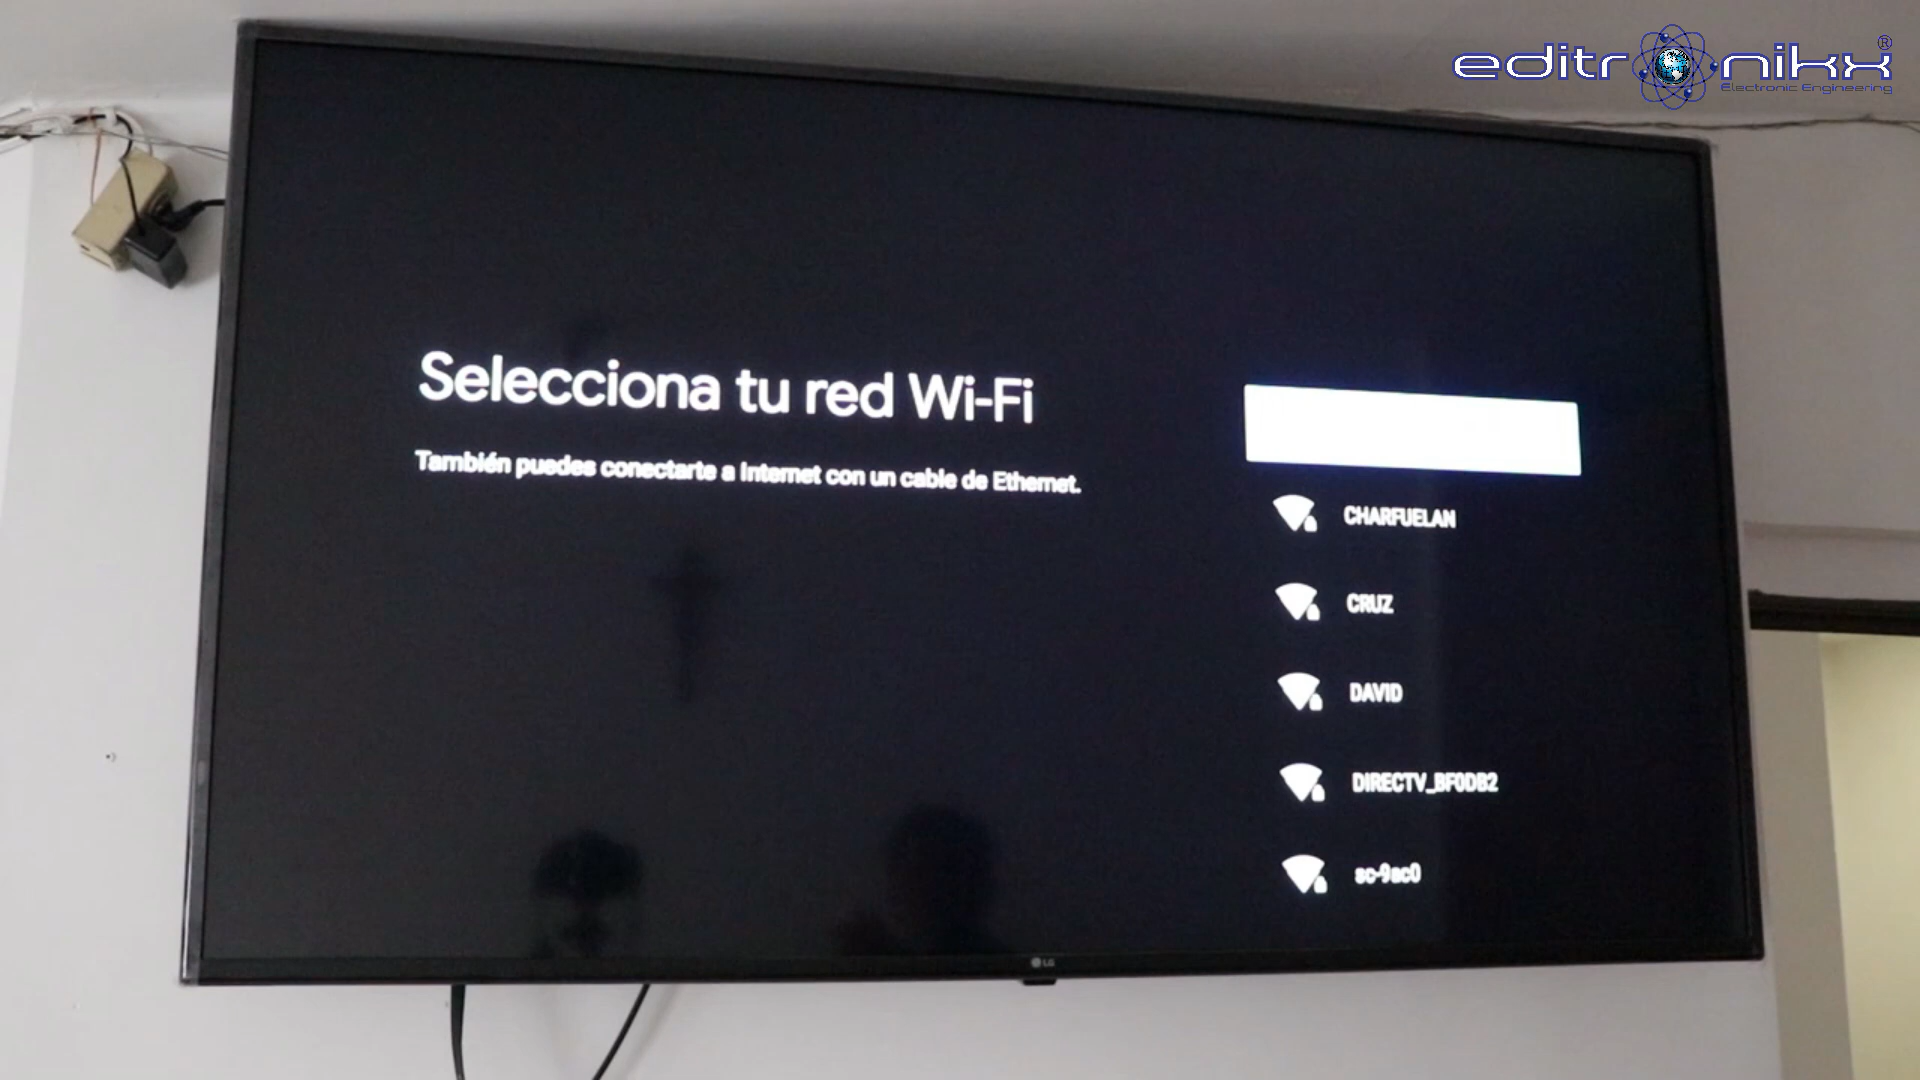 editronikx®
Electronic Engineering
Selecciona tu red Wi-Fi
También puedes conectarte a Internet con un cable de Ethernet.
CHARFUELAN
CRUZ
DAVID
DIRECTV_BF0DB2
sc-9ac0
LG